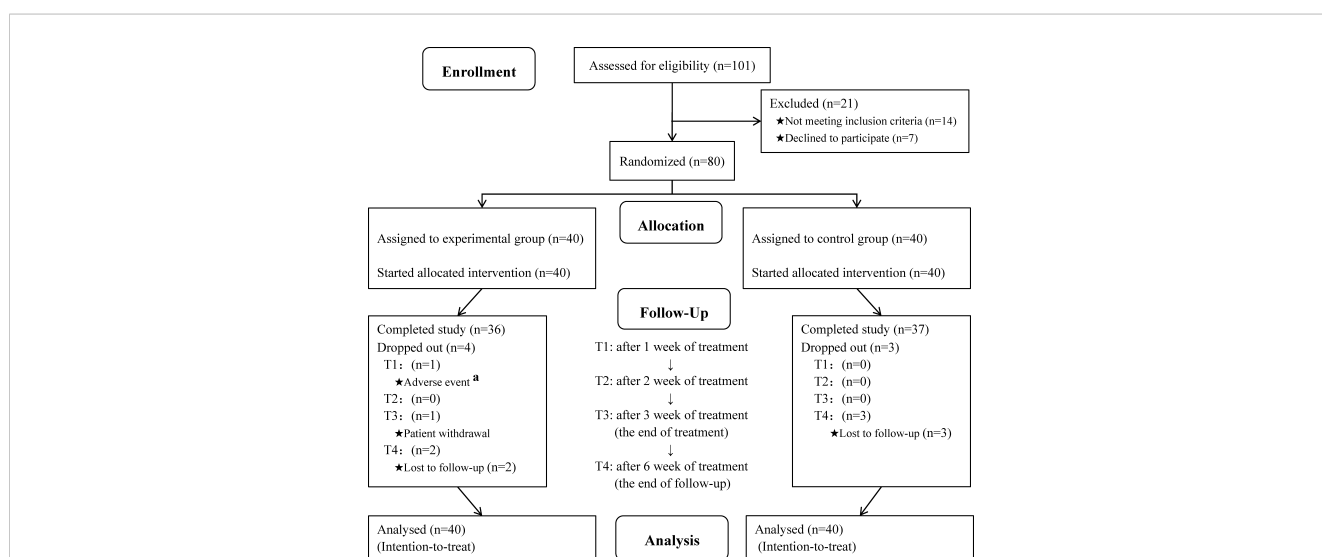 Enrollment
Assessed for eligibility (n=101)
Excluded (n=21)
★Not meeting inclusion criteria (n=14)
★Declined to participate (n=7)
Randomized (n=80)
Allocation
Assigned to experimental group (n=40)
Started allocated intervention (n=40)
Assigned to control group (n=40)
Started allocated intervention (n=40)
Follow-Up
Completed study (n=36)
Dropped out (n=4)
T1：(n=1)
★Adverse event a
T2：(n=0)
T3：(n=1)
★Patient withdrawal
T4：(n=2)
★Lost to follow-up (n=2)
T1: after 1 week of treatment
↓
T2: after 2 week of treatment
↓
T3: after 3 week of treatment
(the end of treatment)
↓
T4: after 6 week of treatment
(the end of follow-up)
Completed study (n=37)
Dropped out (n=3)
T1：(n=0)
T2：(n=0)
T3：(n=0)
T4：(n=3)
★Lost to follow-up (n=3)
Analysed (n=40)
(Intention-to-treat)
Analysis
Analysed (n=40)
(Intention-to-treat)